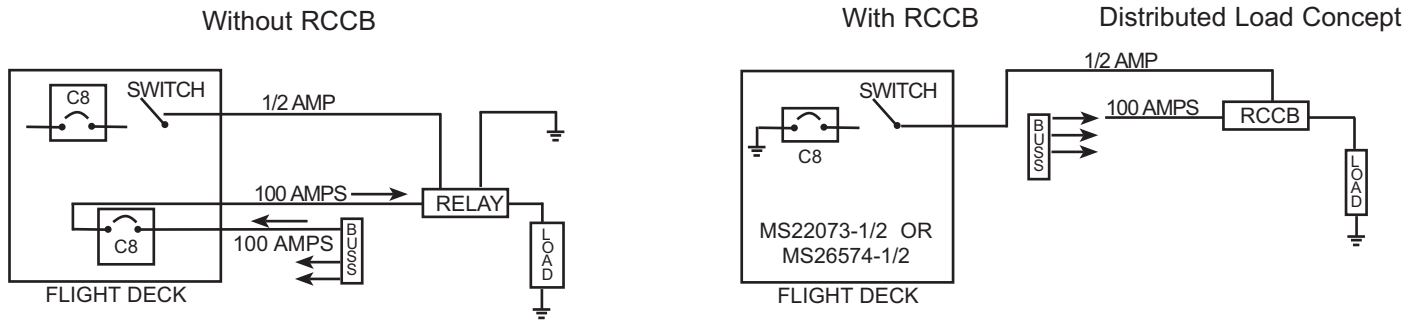 Without RCCB
C8
SWITCH
1/2 AMP
100 AMPS
RELAY
C8
100 AMPS
BUSS
LOAD
FLIGHT DECK
With RCCB
Distributed Load Concept
1/2 AMP
SWITCH
C8
BUSS
100 AMPS
RCCB
LOAD
MS22073-1/2 OR
MS26574-1/2
FLIGHT DECK